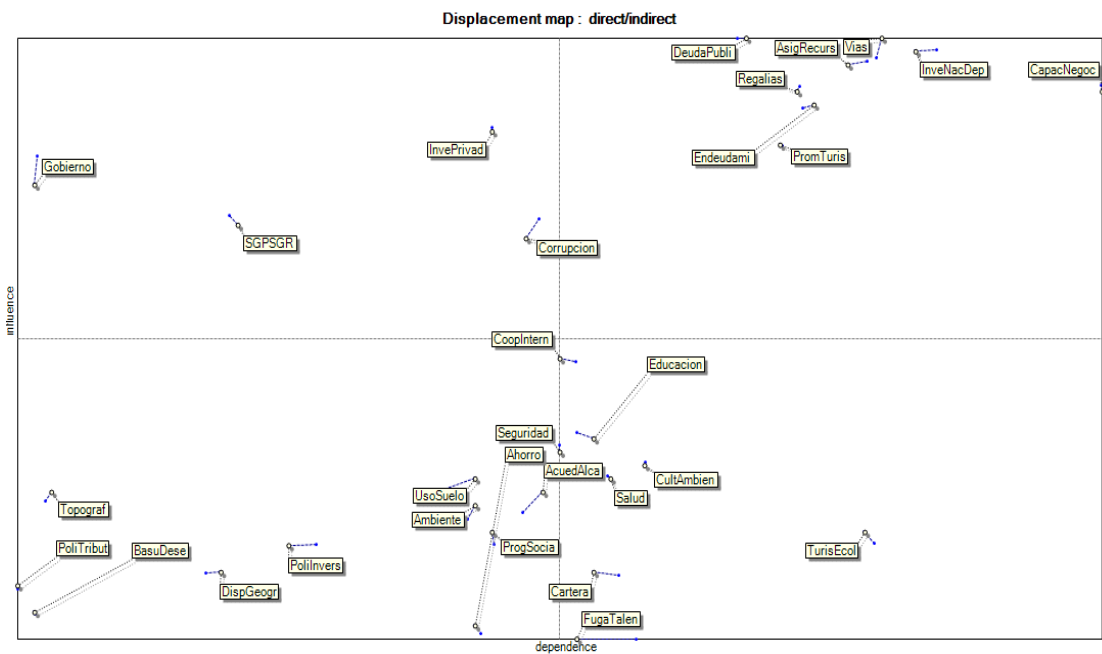 Displacement map : direct/indirect
DeudaPubli
AsigRecurs
Vias
InveNacDep
CapacNegoc
Regalias
InvePrivad
Endeudami
PromTuris
Gobierno
SGPSGR
Corrupcion
influence
CoopIntern
Educacion
Seguridad
Ahorro
AcuedAlca
CultAmbien
UsoSuelo
Salud
Topograf
Ambiente
PoliTribut
BasuDese
ProgSocia
TurisEcol
PoliInvers
DispGeogr
Cartera
FugaTalen
dependence